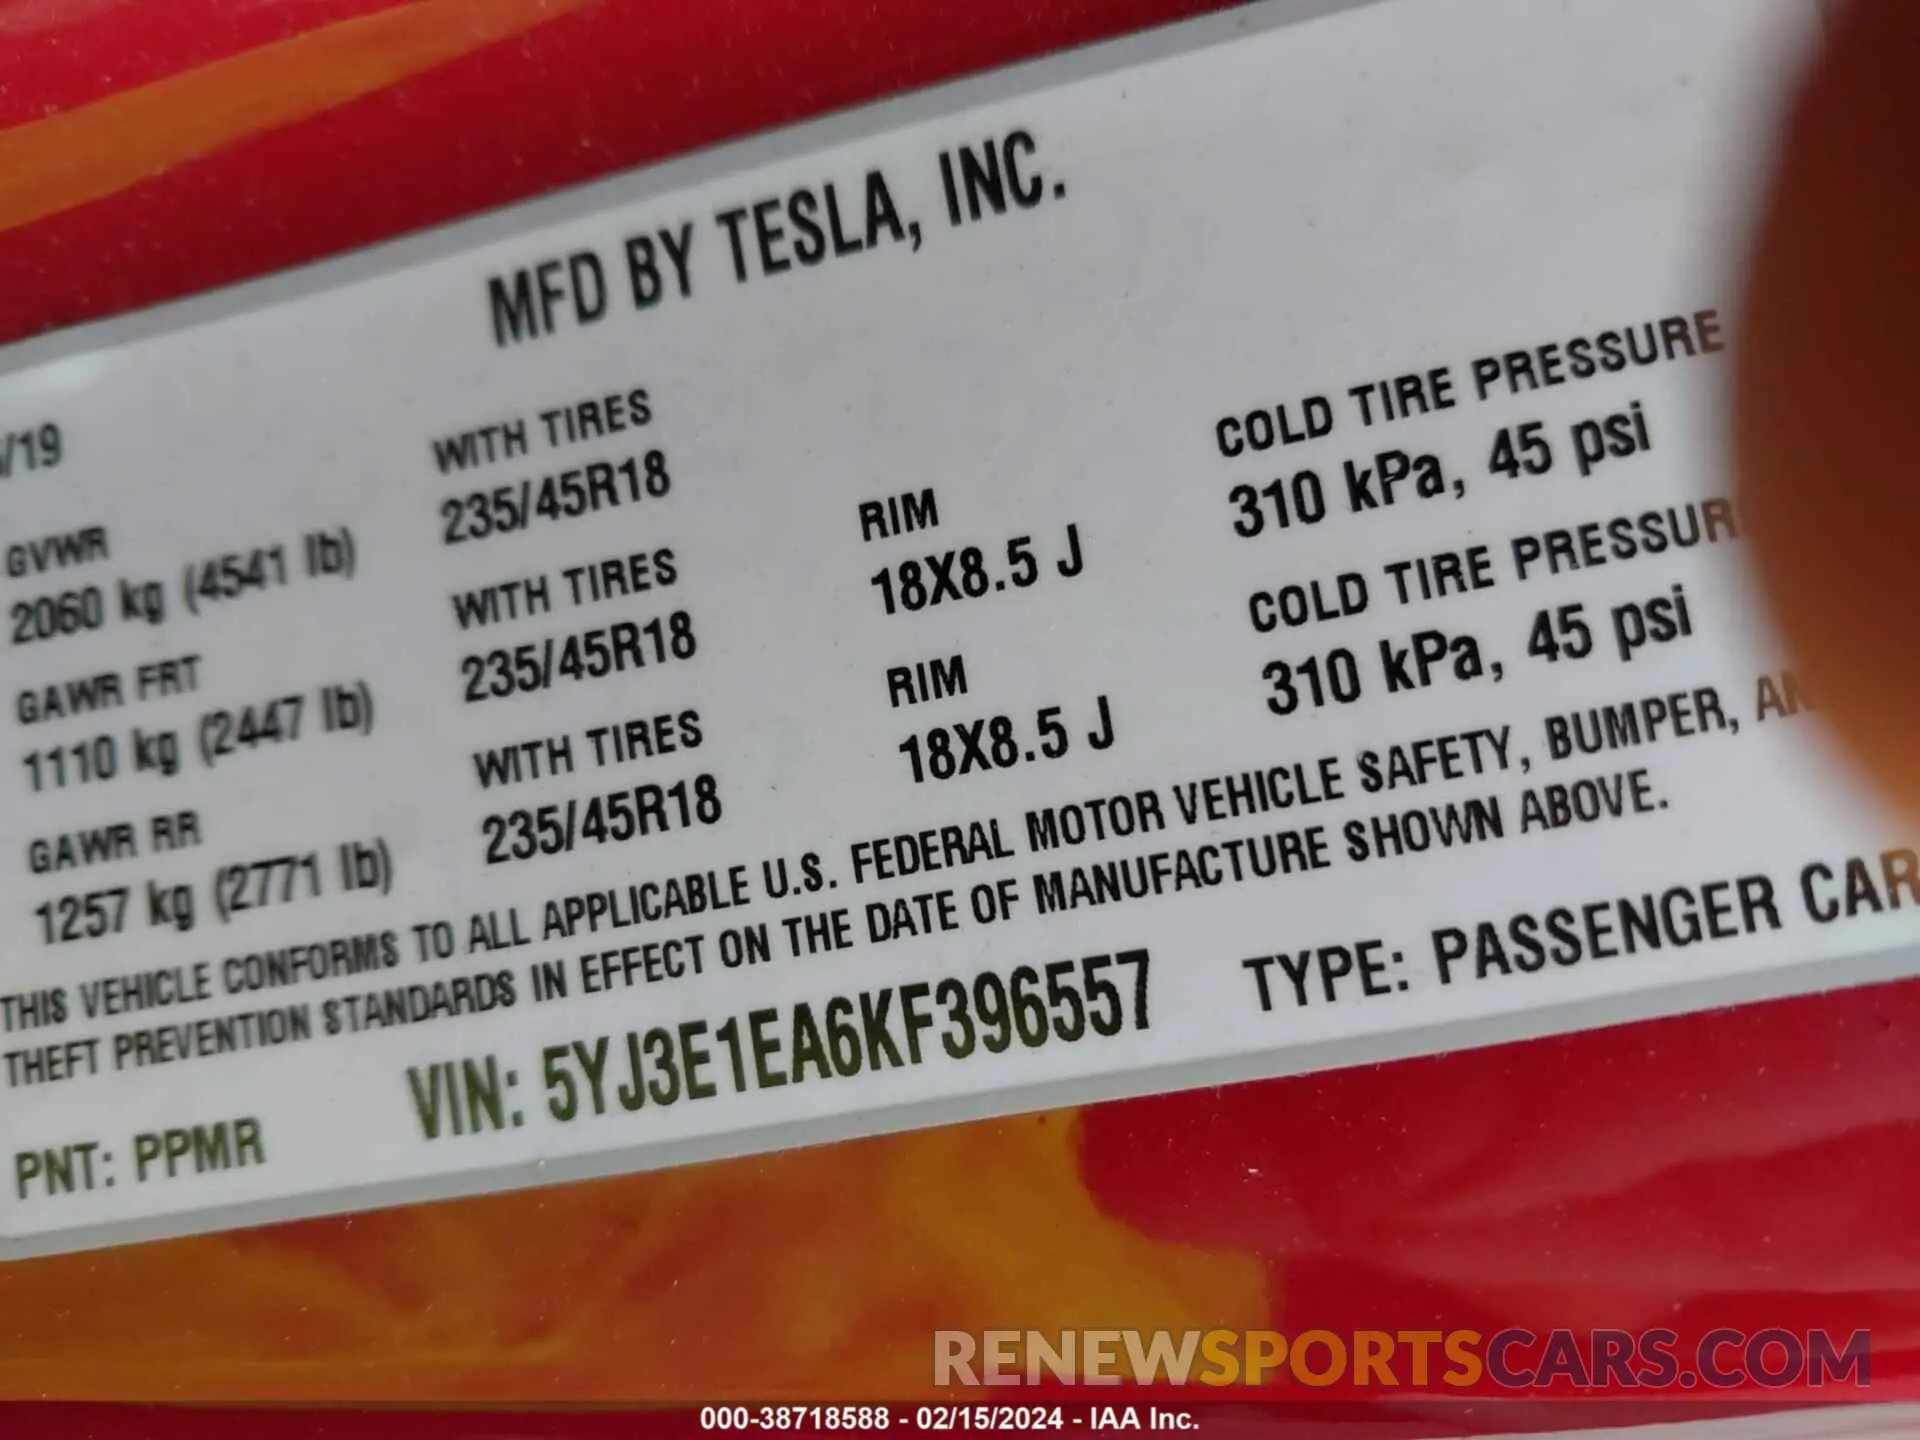 MFD BY TESLA, INC.
/19
GVWR
2060 kg (4541 lb)
WITH TIRES
235/45R18
GAWR FRT
1110 kg (2447 lb)
WITH TIRES
235/45R18
RIM
18X8.5 J
COLD TIRE PRESSURE
310 kPa, 45 psi
GAWR RR
1257 kg (2771 lb)
WITH TIRES
235/45R18
RIM
18X8.5 J
COLD TIRE PRESSUR
310 kPa, 45 psi
THIS VEHICLE CONFORMS TO ALL APPLICABLE U.S. FEDERAL MOTOR VEHICLE SAFETY, BUMPER, AN
THEFT PREVENTION STANDARDS IN EFFECT ON THE DATE OF MANUFACTURE SHOWN ABOVE.
PNT: PPMR
VIN: 5YJ3E1EA6KF396557
TYPE: PASSENGER CAR
RENEWSPORTSCARS.COM
000-38718588 - 02/15/2024 - IAA Inc.